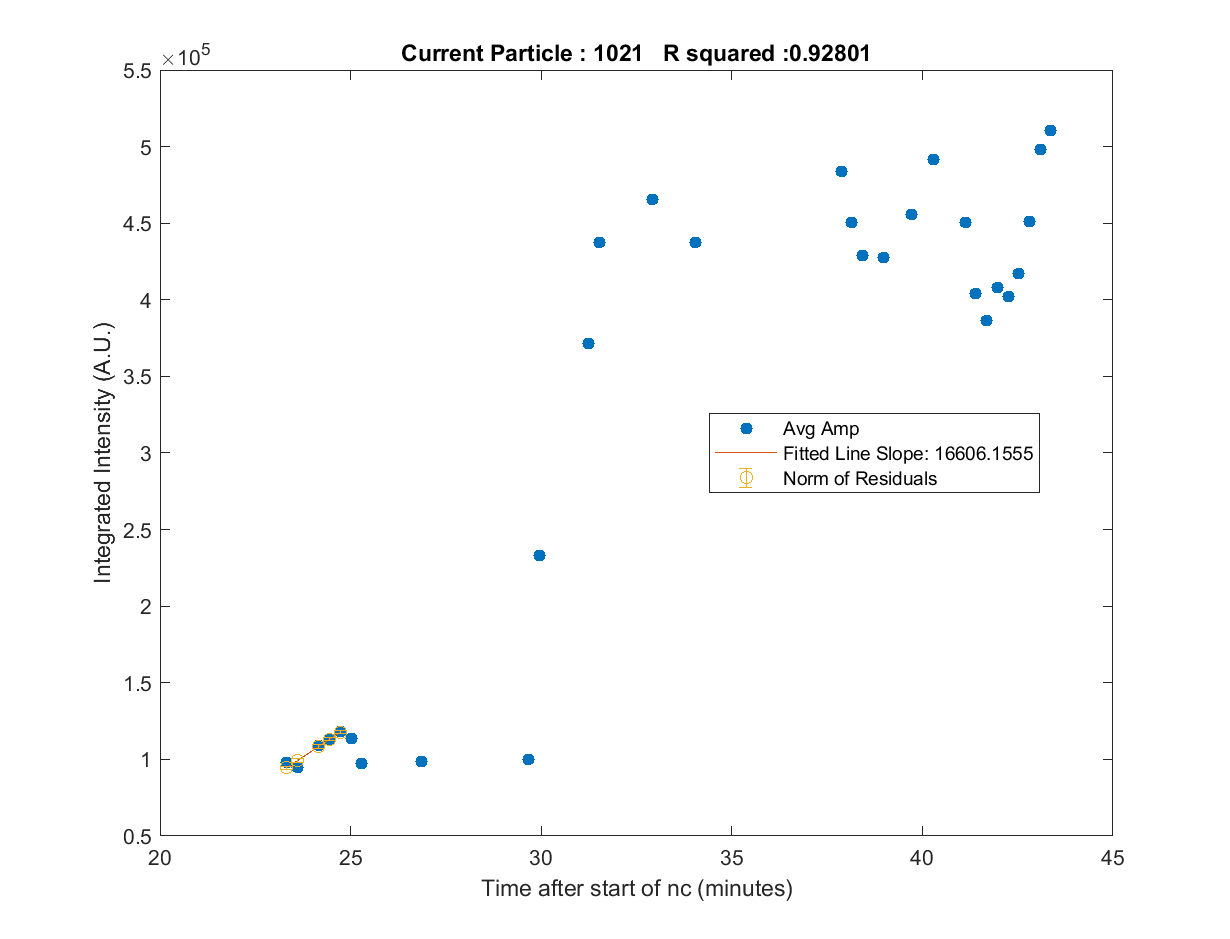 Current Particle : 1021   R squared :0.92801
×10^5
5.5
5
4.5
4
3.5
3
2.5
2
1.5
1
0.5
Integrated Intensity (A.U.)
Avg Amp
Fitted Line Slope: 16606.1555
Norm of Residuals
20 25 30 35 40 45
Time after start of nc (minutes)